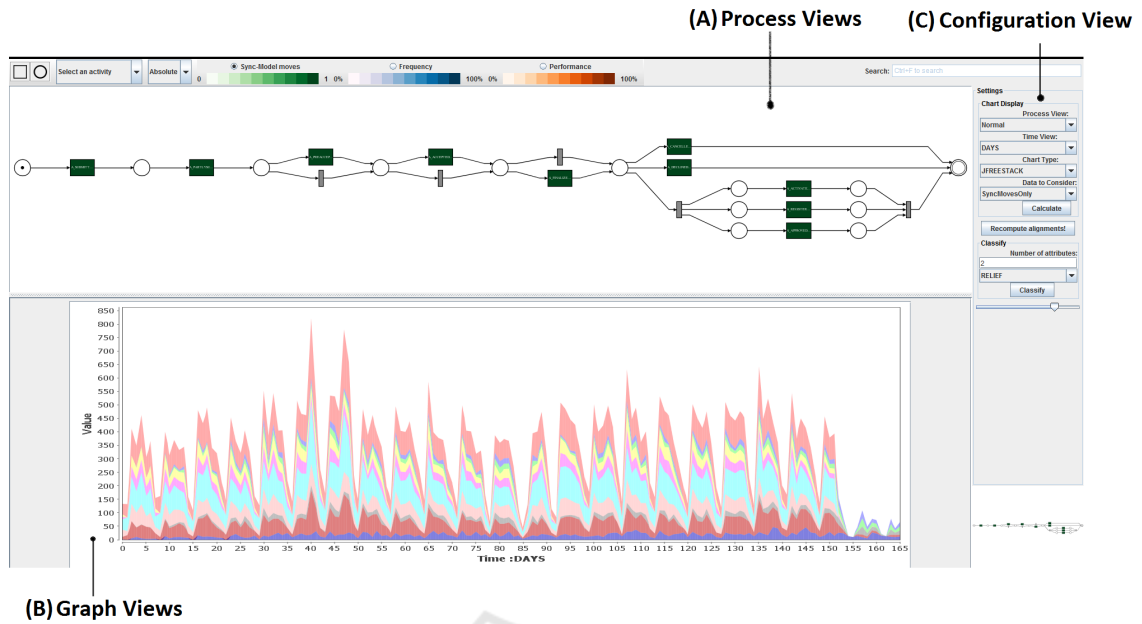 (A) Process Views
(C) Configuration View
Select an activity
Absolute
Sync-Model moves
Frequency
Performance
0
1 0%
100% 0%
100%
Search:
Ctrl+F to search
Settings
Chart Display
Process View:
Normal
Time View:
DAYS
Chart Type:
JFREESTACK
Data to Consider:
SyncMovesOnly
Calculate
Recompute alignments!
Classify
Number of attributes:
2
RELIEF
Classify
850
800
750
700
650
600
550
500
450
400
350
300
250
200
150
100
50
0
Value
0 5 10 15 20 25 30 35 40 45 50 55 60 65 70 75 80 85 90 95 100 105 110 115 120 125 130 135 140 145 150 155 160 165
Time :DAYS
(B) Graph Views